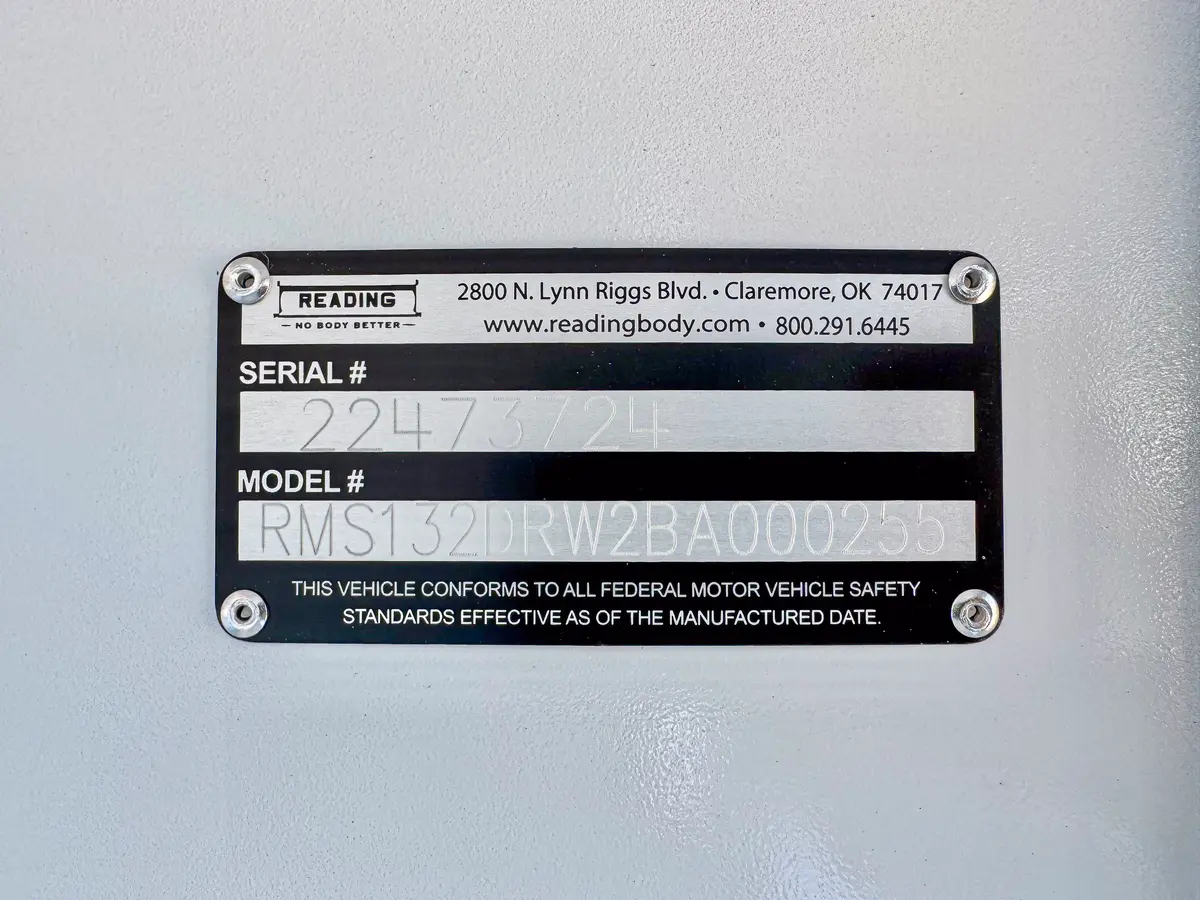 READING
NO BODY BETTER
2800 N. Lynn Riggs Blvd. • Claremore, OK 74017
www.readingbody.com • 800.291.6445
SERIAL #
22473724
MODEL #
RMS132DRW2BA000255
THIS VEHICLE CONFORMS TO ALL FEDERAL MOTOR VEHICLE SAFETY
STANDARDS EFFECTIVE AS OF THE MANUFACTURED DATE.